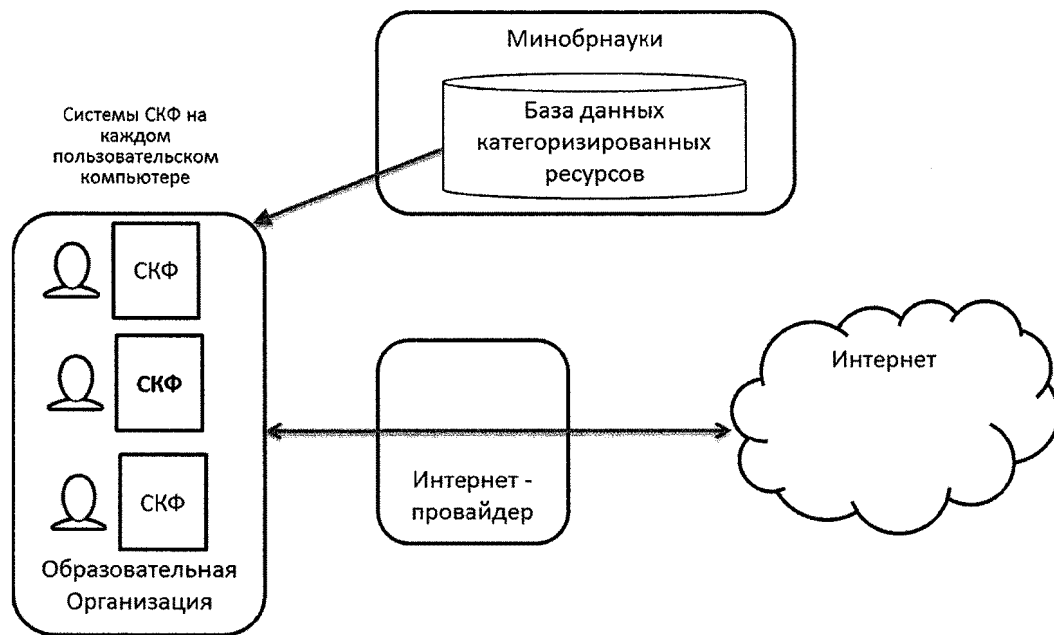 Минобрнауки
База данных
категоризированных
ресурсов
Системы СКФ на
каждом
пользовательском
компьютере
СКФ
СКФ
СКФ
Образовательная
Организация
Интернет -
провайдер
Интернет